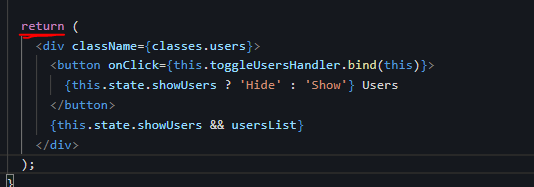 return (
<div className={classes.users}>
<button onClick={this.toggleUsersHandler.bind(this)}>
{this.state.showUsers ? 'Hide' : 'Show'} Users
</button>
{this.state.showUsers && usersList}
</div>
);
}